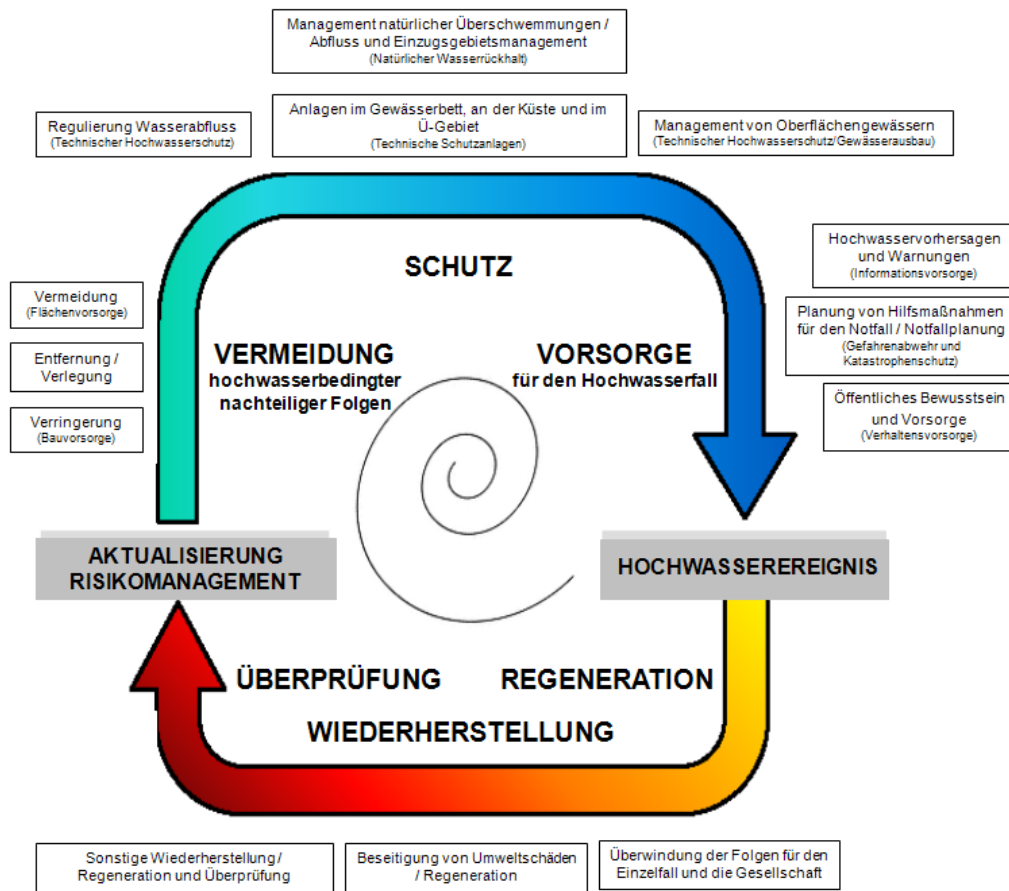 Management natürlicher Überschwemmungen /
Abfluss und Einzugsgebietsmanagement
(Natürlicher Wasserrückhalt)
Regulierung Wasserabfluss
(Technischer Hochwasserschutz)
Anlagen im Gewässerbett, an der Küste und im
Ü-Gebiet
(Technische Schutzanlagen)
Management von Oberflächengewässern
(Technischer Hochwasserschutz/Gewässerausbau)
SCHUTZ
Hochwasservorhersagen
und Warnungen
(Informationsvorsorge)
Vermeidung
(Flächenvorsorge)
Entfernung /
Verlegung
Verringerung
(Bauvorsorge)
VERMEIDUNG
hochwasserbedingter
nachteiliger Folgen
VORSORGE
für den Hochwasserfall
Planung von Hilfsmaßnahmen
für den Notfall / Notfallplanung
(Gefahrenabwehr und
Katastrophenschutz)
Öffentliches Bewusstsein
und Vorsorge
(Verhaltensvorsorge)
AKTUALISIERUNG
RISIKOMANAGEMENT
HOCHWASSEREREIGNIS
ÜBERPRÜFUNG
REGENERATION
WIEDERHERSTELLUNG
Sonstige Wiederherstellung /
Regeneration und Überprüfung
Beseitigung von Umweltschäden
/ Regeneration
Überwindung der Folgen für den
Einzelfall und die Gesellschaft